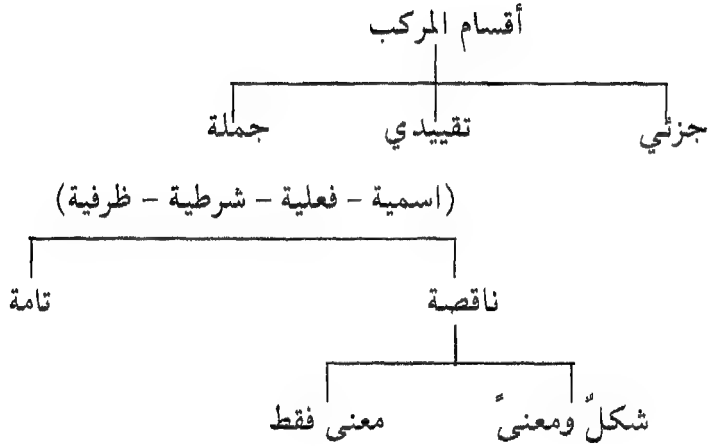 أقسام المركب
جزئي تقييدي جملة
(اسمية - فعلية - شرطية - ظرفية)
ناقصة تامة
شكلٌ ومعنىً معنى فقط